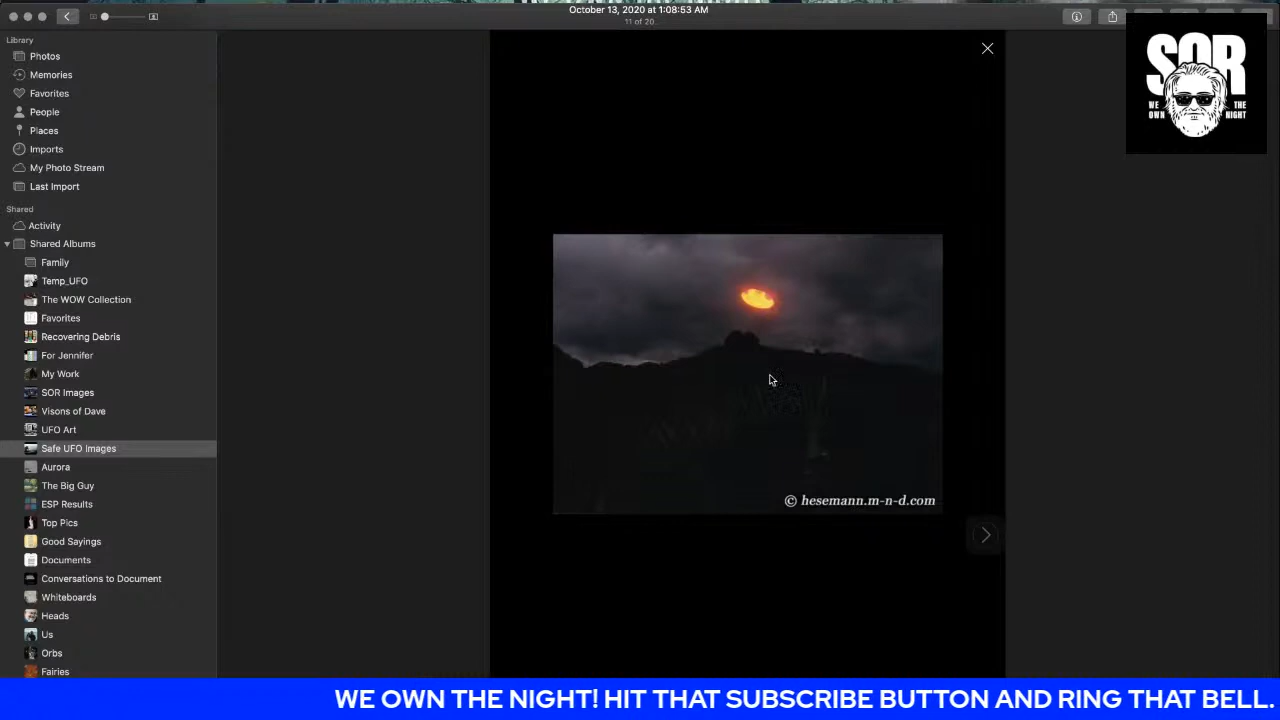 October 13, 2020 at 1:08:53 AM
11 of 20
Library
Photos
Memories
Favorites
People
Places
Imports
My Photo Stream
Last Import
Shared
Activity
Shared Albums
Family
Temp_UFO
The WOW Collection
Favorites
Recovering Debris
For Jennifer
My Work
SOR Images
Visons of Dave
UFO Art
Safe UFO Images
Aurora
The Big Guy
ESP Results
Top Pics
Good Sayings
Documents
Conversations to Document
Whiteboards
Heads
Us
Orbs
Fairies
SOR
WE THE
OWN NIGHT
© hesemann.m-n-d.com
WE OWN THE NIGHT! HIT THAT SUBSCRIBE BUTTON AND RING THAT BELL.